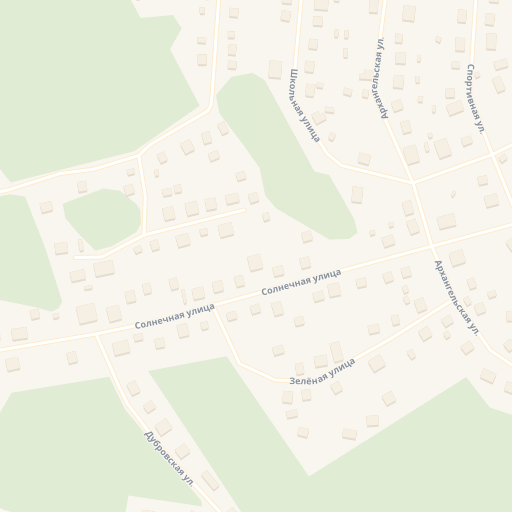 Школьная улица
Архангельская ул.
Спортивная ул.
Архангельская ул.
Солнечная улица
Солнечная улица
Зелёная улица
Дубровская ул.